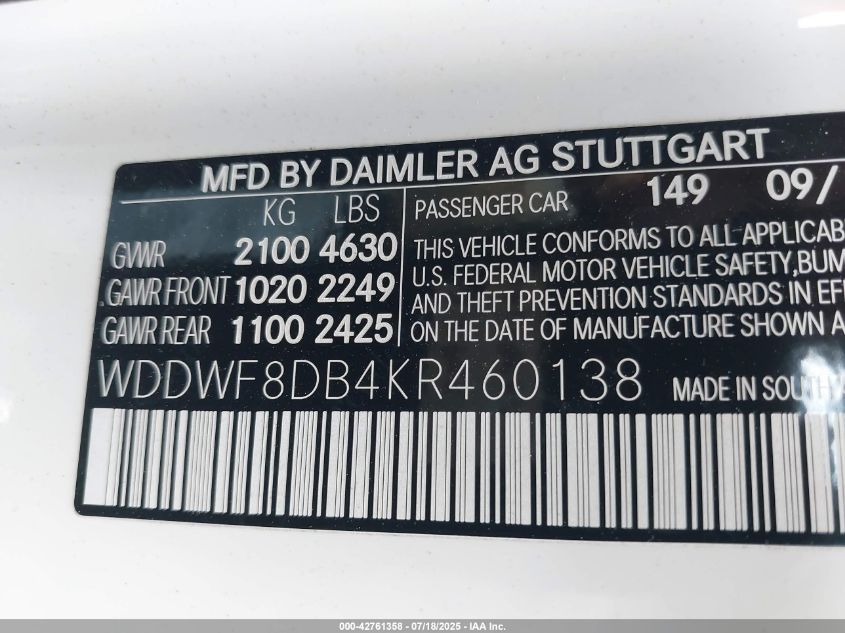 MFD BY DAIMLER AG STUTTGART
KG LBS
GVWR 2100 4630
GAWR FRONT 1020 2249
GAWR REAR 1100 2425
PASSENGER CAR 149 09/
THIS VEHICLE CONFORMS TO ALL APPLICAB
U.S. FEDERAL MOTOR VEHICLE SAFETY, BUM
AND THEFT PREVENTION STANDARDS IN EF
ON THE DATE OF MANUFACTURE SHOWN A
WDDWF8DB4KR460138 MADE IN SOUTH
000-42761358 - 07/18/2025 - IAA Inc.